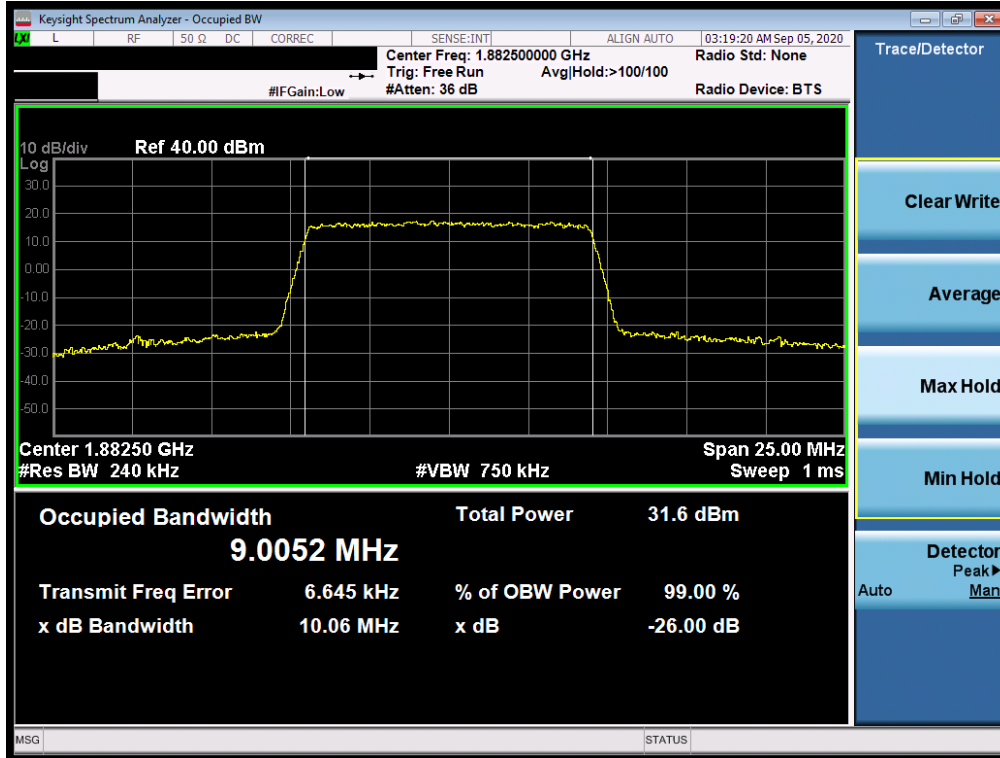 Keysight Spectrum Analyzer - Occupied BW
LXI L RF 50 Ω DC CORREC SENSE:INT ALIGN AUTO 03:19:20 AM Sep 05, 2020
Center Freq: 1.882500000 GHz Radio Std: None
Trig: Free Run Avg|Hold:>100/100
#IFGain:Low #Atten: 36 dB Radio Device: BTS
Trace/Detector
10 dB/div Ref 40.00 dBm
Log
30.0
20.0
10.0
0.00
-10.0
-20.0
-30.0
-40.0
-50.0
Center 1.88250 GHz Span 25.00 MHz
#Res BW 240 kHz #VBW 750 kHz Sweep 1 ms
Occupied Bandwidth Total Power 31.6 dBm
9.0052 MHz
Transmit Freq Error 6.645 kHz % of OBW Power 99.00 %
x dB Bandwidth 10.06 MHz x dB -26.00 dB
Clear Write
Average
Max Hold
Min Hold
Detector
Peak▶
Auto Man
MSG STATUS